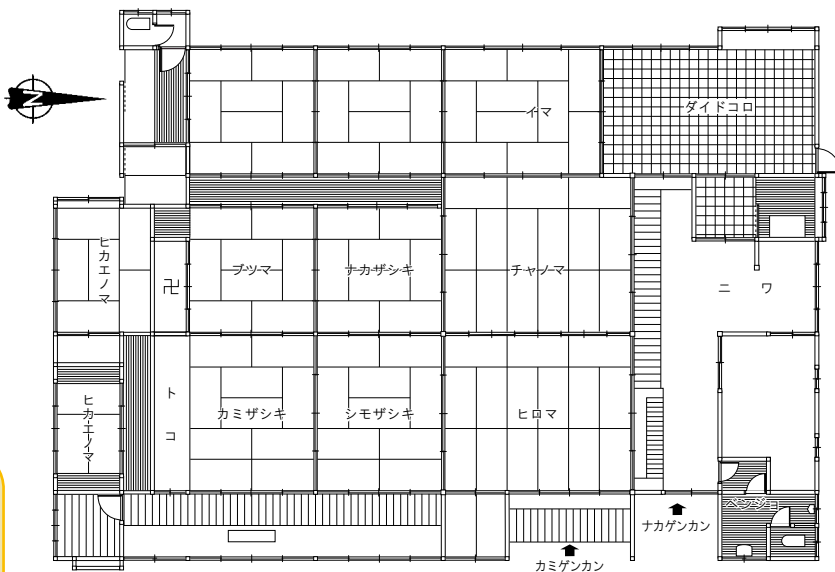 N
イマ
ダイドコロ
ヒカエノマ
卍
ブツマ
ナカザシキ
チャノマ
ニワ
ヒカエノマ
トコ
カミザシキ
シモザシキ
ヒロマ
ベンジョ
ナカゲンカン
カミゲンカン